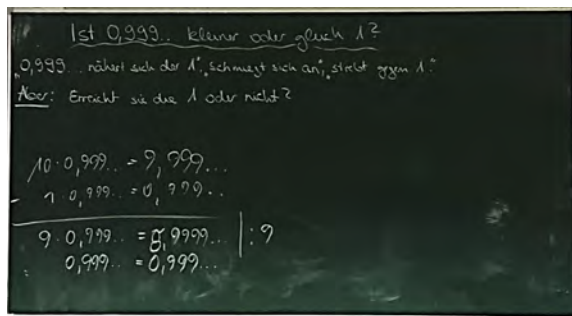 Ist 0,999.. kleiner oder gleich 1?
"0,999... nähert sich der 1", "schmiegt sich an", "strebt gegen 1."
Aber: Erreicht sie die 1 oder nicht?
10·0,999.. = 9,999...
- 1·0,999.. = 0,999...
9·0,999.. = 8,9999... | : 9
0,999.. = 0,999...